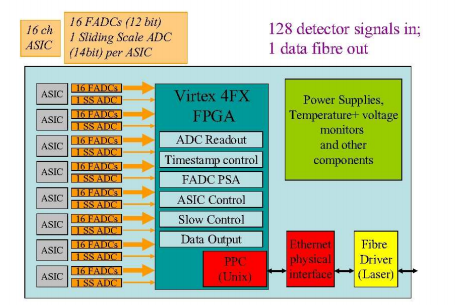 16 ch
ASIC
16 FADCs (12 bit)
1 Sliding Scale ADC
(14bit) per ASIC
128 detector signals in;
1 data fibre out
ASIC
16 FADCs
1 SS ADC
ASIC
16 FADCs
1 SS ADC
ASIC
16 FADCs
1 SS ADC
ASIC
16 FADCs
1 SS ADC
ASIC
16 FADCs
1 SS ADC
ASIC
16 FADCs
1 SS ADC
ASIC
16 FADCs
1 SS ADC
ASIC
16 FADCs
1 SS ADC
Virtex 4FX
FPGA
ADC Readout
Timestamp control
FADC PSA
ASIC Control
Slow Control
Data Output
PPC
(Unix)
Power Supplies,
Temperature+ voltage
monitors
and other
components
Ethernet
physical
interface
Fibre
Driver
(Laser)